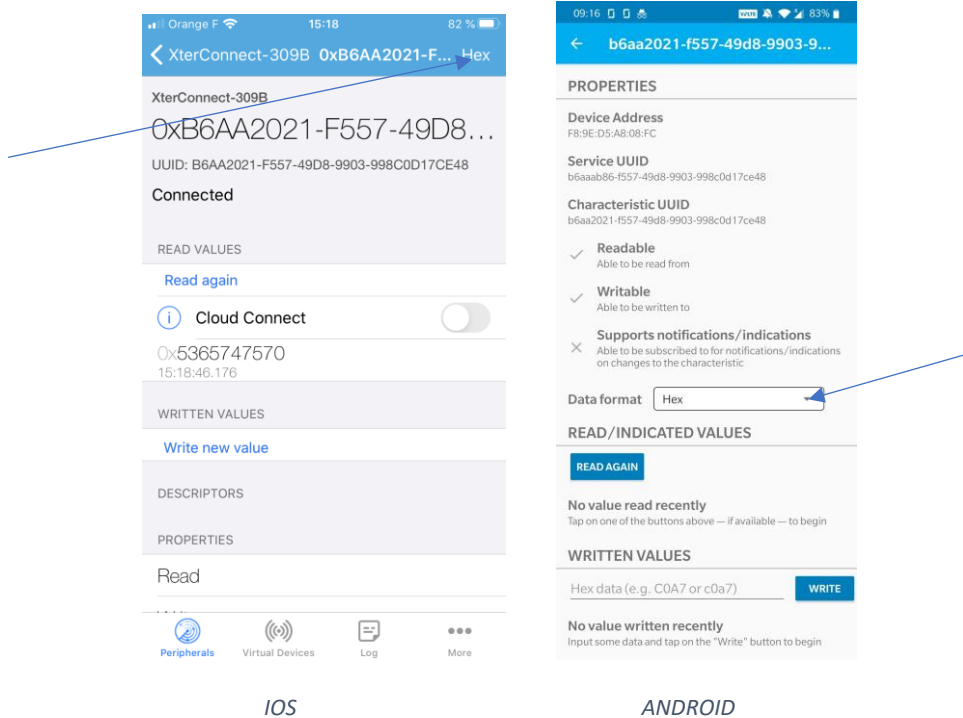 Orange F 15:18 82 %
XterConnect-309B 0xB6AA2021-F... Hex
XterConnect-309B
0xB6AA2021-F557-49D8...
UUID: B6AA2021-F557-49D8-9903-998C0D17CE48
Connected
READ VALUES
Read again
i Cloud Connect
0x5365747570
15:18:46.176
WRITTEN VALUES
Write new value
DESCRIPTORS
PROPERTIES
Read
Peripherals Virtual Devices Log More
IOS
09:16 83%
b6aa2021-f557-49d8-9903-9...
PROPERTIES
Device Address
F8:9E:D5:A8:08:FC
Service UUID
b6aaab86-f557-49d8-9903-998c0d17ce48
Characteristic UUID
b6aa2021-f557-49d8-9903-998c0d17ce48
Readable
Able to be read from
Writable
Able to be written to
Supports notifications/indications
Able to be subscribed to for notifications/indications
on changes to the characteristic
Data format Hex
READ/INDICATED VALUES
READ AGAIN
No value read recently
Tap on one of the buttons above — if available — to begin
WRITTEN VALUES
Hex data (e.g. C0A7 or c0a7) WRITE
No value written recently
Input some data and tap on the "Write" button to begin
ANDROID